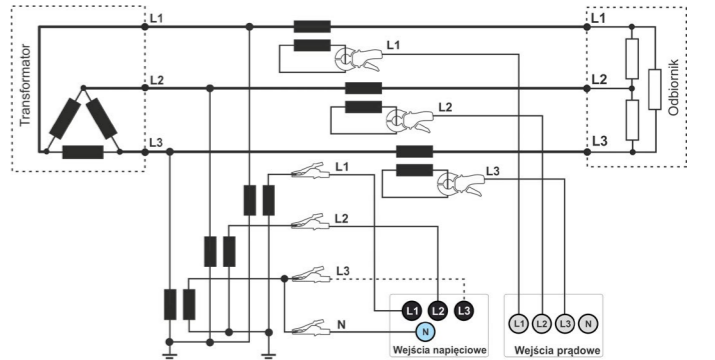 Transformator
L1
L1
L1
L2
L2
L2
L3
L3
L3
Odbiornik
L1
L2
L3
N
L1 L2 L3
N
Wejścia napięciowe
L1 L2 L3 N
Wejścia prądowe